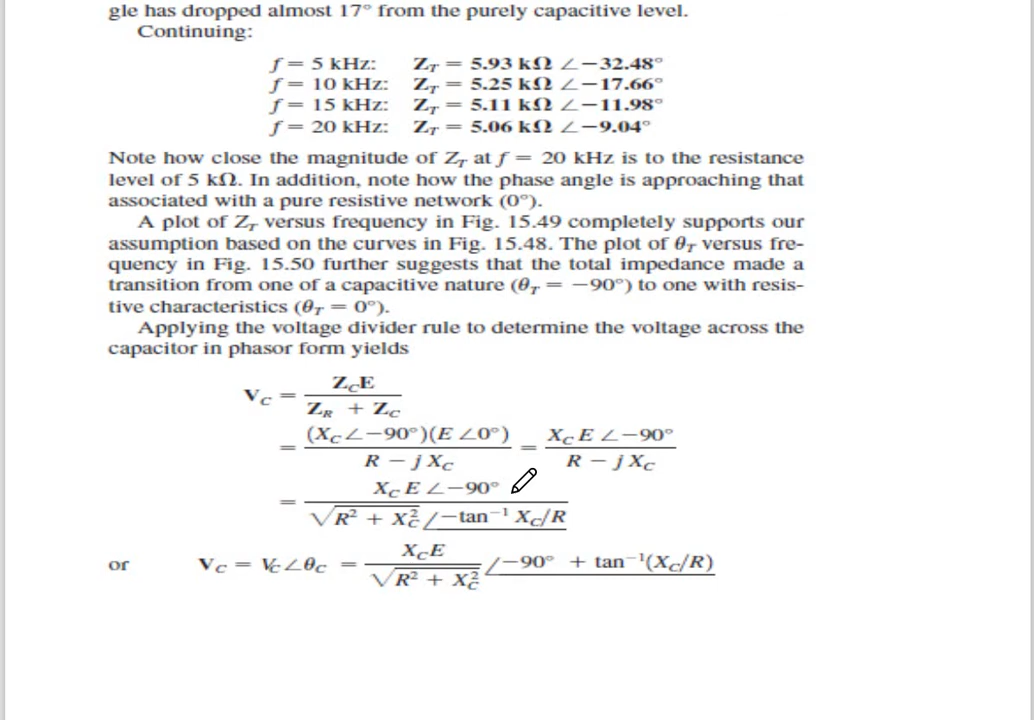 gle has dropped almost 17° from the purely capacitive level.
Continuing:
f = 5 kHz: Z_T = 5.93 kΩ ∠−32.48°
f = 10 kHz: Z_T = 5.25 kΩ ∠−17.66°
f = 15 kHz: Z_T = 5.11 kΩ ∠−11.98°
f = 20 kHz: Z_T = 5.06 kΩ ∠−9.04°
Note how close the magnitude of Z_T at f = 20 kHz is to the resistance
level of 5 kΩ. In addition, note how the phase angle is approaching that
associated with a pure resistive network (0°).
A plot of Z_T versus frequency in Fig. 15.49 completely supports our
assumption based on the curves in Fig. 15.48. The plot of θ_T versus fre-
quency in Fig. 15.50 further suggests that the total impedance made a
transition from one of a capacitive nature (θ_T = −90°) to one with resis-
tive characteristics (θ_T = 0°).
Applying the voltage divider rule to determine the voltage across the
capacitor in phasor form yields
V_C = Z_C E / (Z_R + Z_C)
= (X_C ∠−90°)(E ∠0°) / (R − j X_C) = X_C E ∠−90° / (R − j X_C)
= X_C E ∠−90° / (√(R² + X_C²) ∠−tan⁻¹ X_C/R)
or V_C = V_C ∠θ_C = X_C E / √(R² + X_C²) ∠−90° + tan⁻¹(X_C/R)